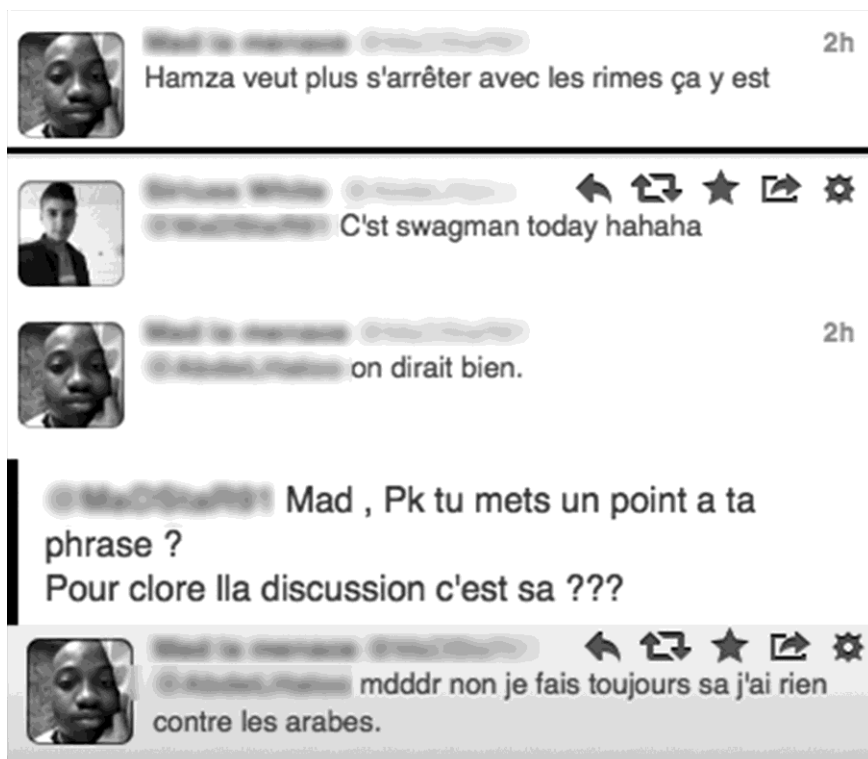 2h
Hamza veut plus s'arrêter avec les rimes ça y est
C'st swagman today hahaha
2h
on dirait bien.
Mad , Pk tu mets un point a ta
phrase ?
Pour clore lla discussion c'est sa ???
mdddr non je fais toujours sa j'ai rien
contre les arabes.